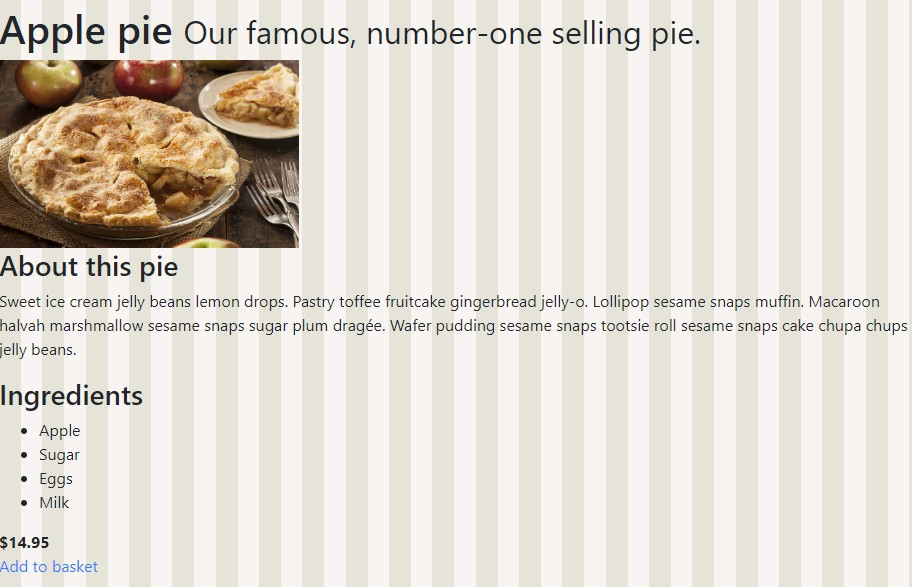 Apple pie Our famous, number-one selling pie.
About this pie
Sweet ice cream jelly beans lemon drops. Pastry toffee fruitcake gingerbread jelly-o. Lollipop sesame snaps muffin. Macaroon
halvah marshmallow sesame snaps sugar plum dragée. Wafer pudding sesame snaps tootsie roll sesame snaps cake chupa chups
jelly beans.
Ingredients
• Apple
• Sugar
• Eggs
• Milk
$14.95
Add to basket